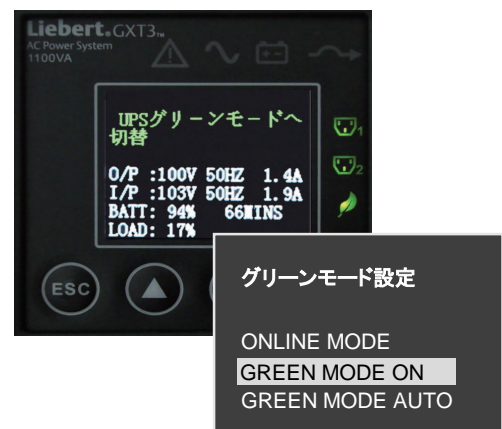 Liebert®GXT3™
AC Power System
1100VA
UPSグリーンモードへ
切替
O/P :100V 50HZ 1.4A
I/P :103V 50HZ 1.9A
BATT: 94% 66MINS
LOAD: 17%
1
2
ESC
グリーンモード設定
ONLINE MODE
GREEN MODE ON
GREEN MODE AUTO